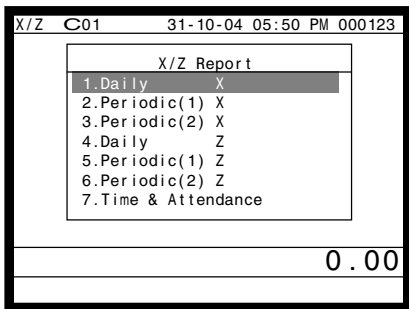 X/Z C01 31-10-04 05:50 PM 000123
X/Z Report
1.Daily X
2.Periodic(1) X
3.Periodic(2) X
4.Daily Z
5.Periodic(1) Z
6.Periodic(2) Z
7.Time & Attendance
0.00